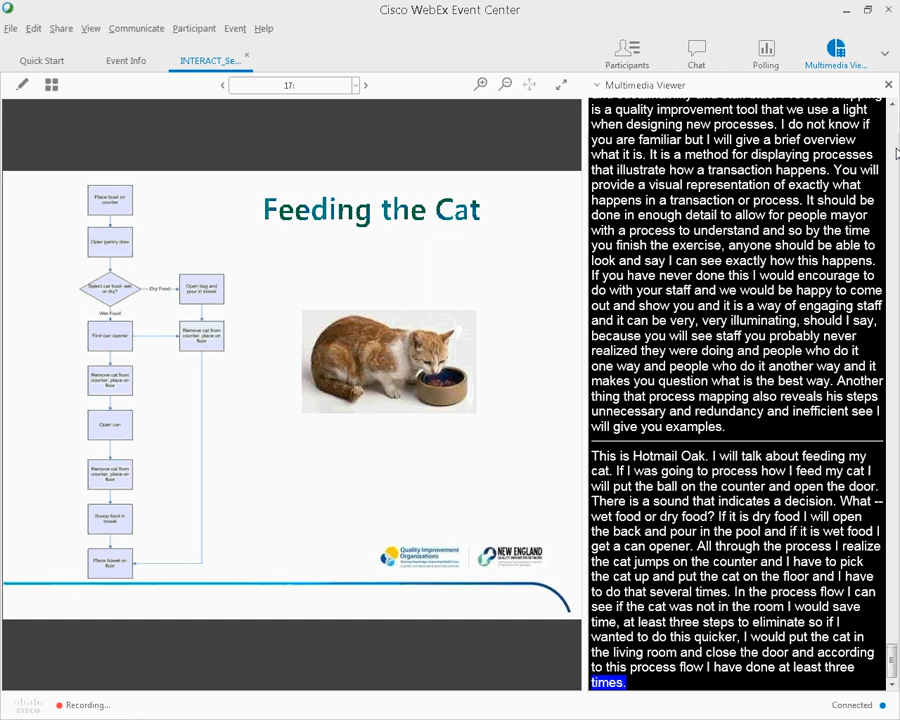 Cisco WebEx Event Center
File Edit Share View Communicate Participant Event Help
Quick Start Event Info INTERACT_Se...
Participants Chat Polling Multimedia Vie...
17:
Multimedia Viewer
Feeding the Cat
Place bowl on
counter
Open pantry door
Select cat food- wet
or dry?
Dry Food
Open bag and
pour in bowel
Wet Food
Find can opener
Remove cat from
counter, place on
floor
Remove cat from
counter, place on
floor
Open can
Remove cat from
counter, place on
floor
Scoop food in
bowel
Place bowel on
floor
Quality Improvement
Organizations
NEW ENGLAND
QUALITY INNOVATION NETWORK
is a quality improvement tool that we use a light
when designing new processes. I do not know if
you are familiar but I will give a brief overview
what it is. It is a method for displaying processes
that illustrate how a transaction happens. You will
provide a visual representation of exactly what
happens in a transaction or process. It should be
done in enough detail to allow for people mayor
with a process to understand and so by the time
you finish the exercise, anyone should be able to
look and say I can see exactly how this happens.
If you have never done this I would encourage to
do with your staff and we would be happy to come
out and show you and it is a way of engaging staff
and it can be very, very illuminating, should I say,
because you will see staff you probably never
realized they were doing and people who do it
one way and people who do it another way and it
makes you question what is the best way. Another
thing that process mapping also reveals his steps
unnecessary and redundancy and inefficient see I
will give you examples.
This is Hotmail Oak. I will talk about feeding my
cat. If I was going to process how I feed my cat I
will put the ball on the counter and open the door.
There is a sound that indicates a decision. What --
wet food or dry food? If it is dry food I will open
the back and pour in the pool and if it is wet food I
get a can opener. All through the process I realize
the cat jumps on the counter and I have to pick
the cat up and put the cat on the floor and I have
to do that several times. In the process flow I can
see if the cat was not in the room I would save
time, at least three steps to eliminate so if I
wanted to do this quicker, I would put the cat in
the living room and close the door and according
to this process flow I have done at least three
times.
cisco
Recording...
Connected